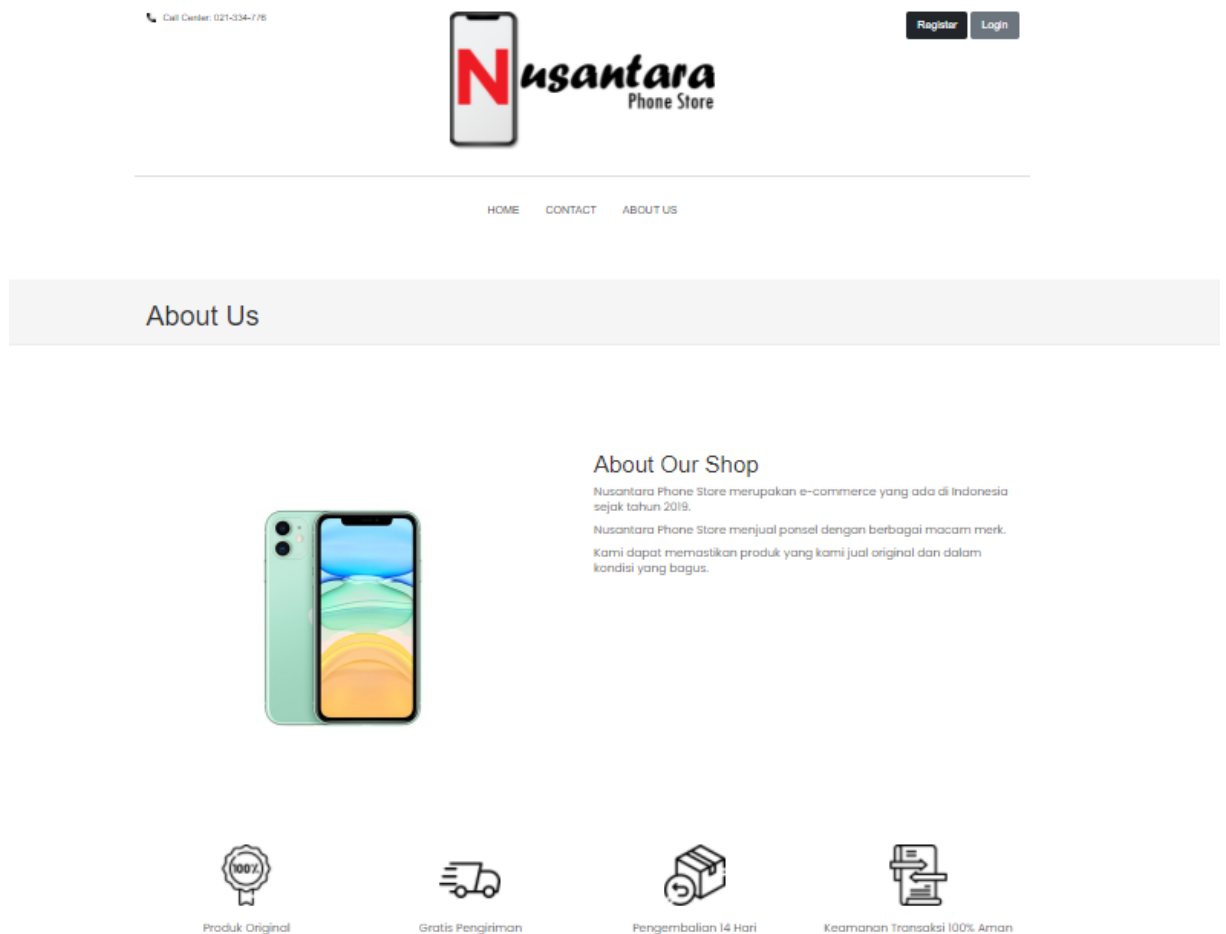 Call Center: 021-334-776
Register
Login
Nusantara
Phone Store
HOME CONTACT ABOUT US
About Us
About Our Shop
Nusantara Phone Store merupakan e-commerce yang ada di Indonesia
sejak tahun 2019.
Nusantara Phone Store menjual ponsel dengan berbagai macam merk.
Kami dapat memastikan produk yang kami jual original dan dalam
kondisi yang bagus.
100%
Produk Original
Gratis Pengiriman
Pengembalian 14 Hari
Keamanan Transaksi 100% Aman